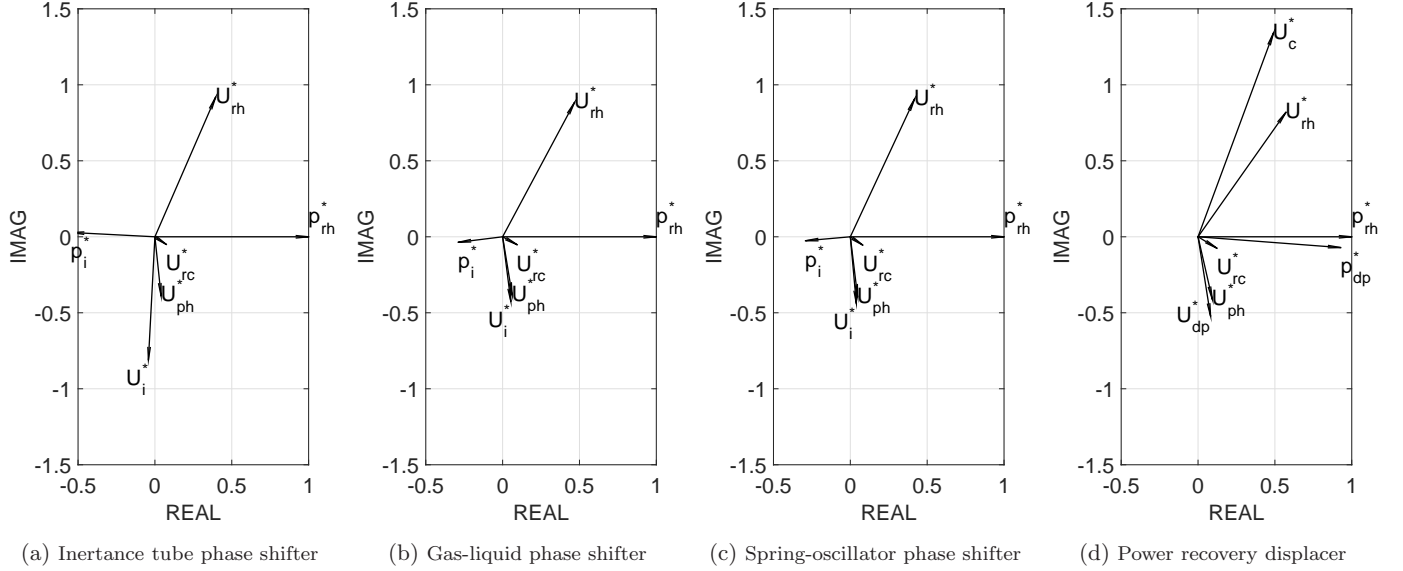 1.5
1
0.5
0
-0.5
-1
-1.5
IMAG
-0.5
0
0.5
1
REAL
U*rh
p*rh
p*i
U*rc
U*ph
U*i
(a) Inertance tube phase shifter
1.5
1
0.5
0
-0.5
-1
-1.5
IMAG
-0.5
0
0.5
1
REAL
U*rh
p*rh
p*i
U*rc
U*ph
U*i
(b) Gas-liquid phase shifter
1.5
1
0.5
0
-0.5
-1
-1.5
IMAG
-0.5
0
0.5
1
REAL
U*rh
p*rh
p*i
U*rc
U*ph
U*i
(c) Spring-oscillator phase shifter
1.5
1
0.5
0
-0.5
-1
-1.5
IMAG
-0.5
0
0.5
1
REAL
U*c
U*rh
p*rh
p*dp
U*rc
U*ph
U*dp
(d) Power recovery displacer